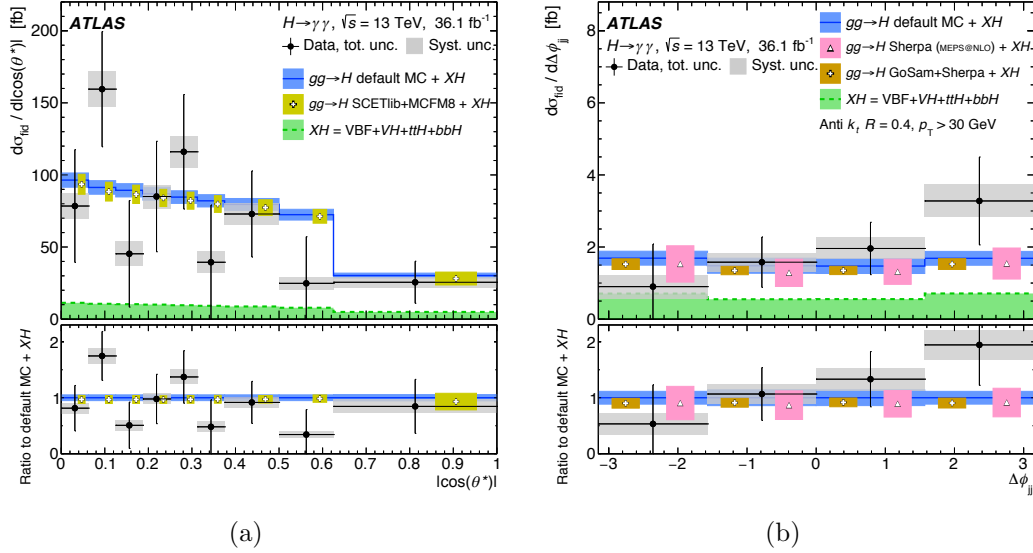 ATLAS
H→γγ, √s = 13 TeV, 36.1 fb⁻¹
Data, tot. unc. Syst. unc.
gg→H default MC + XH
gg→H SCETlib+MCFM8 + XH
XH = VBF+VH+ttH+bbH
dσfid / d|cos(θ*)| [fb]
200
150
100
50
0
Ratio to default MC + XH
2
1
0
0 0.1 0.2 0.3 0.4 0.5 0.6 0.7 0.8 0.9 1
|cos(θ*)|
(a)
ATLAS
H→γγ, √s = 13 TeV, 36.1 fb⁻¹
Data, tot. unc. Syst. unc.
gg→H default MC + XH
gg→H Sherpa (MEPS@NLO) + XH
gg→H GoSam+Sherpa + XH
XH = VBF+VH+ttH+bbH
Anti kt R = 0.4, pT > 30 GeV
dσfid / dΔϕjj [fb]
8
6
4
2
0
Ratio to default MC + XH
2
1
0
−3 −2 −1 0 1 2 3
Δϕjj
(b)